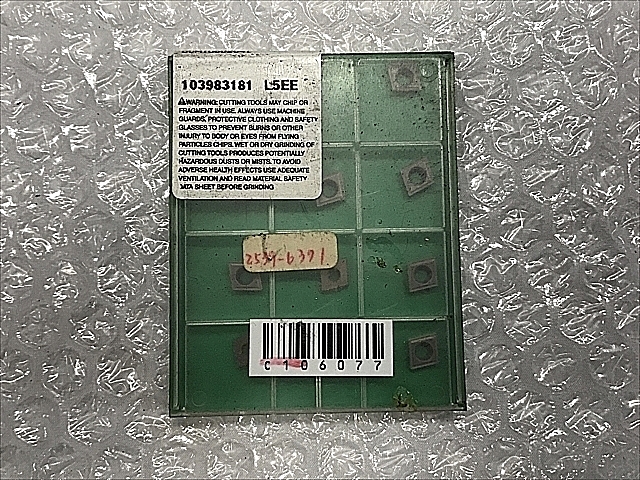 103983181 L5EE
⚠WARNING: CUTTING TOOLS MAY CHIP OR
FRAGMENT IN USE. ALWAYS USE MACHINE
GUARDS, PROTECTIVE CLOTHING AND SAFETY
GLASSES TO PREVENT BURNS OR OTHER
INJURY TO BODY OR EYES FROM FLYING
PARTICLES CHIPS. WET OR DRY GRINDING OF
CUTTING TOOLS PRODUCES POTENTIALLY
HAZARDOUS DUSTS OR MISTS. TO AVOID
ADVERSE HEALTH EFFECTS USE ADEQUATE
VENTILATION AND READ MATERIAL SAFETY
DATA SHEET BEFORE GRINDING
2539-6371
C106077